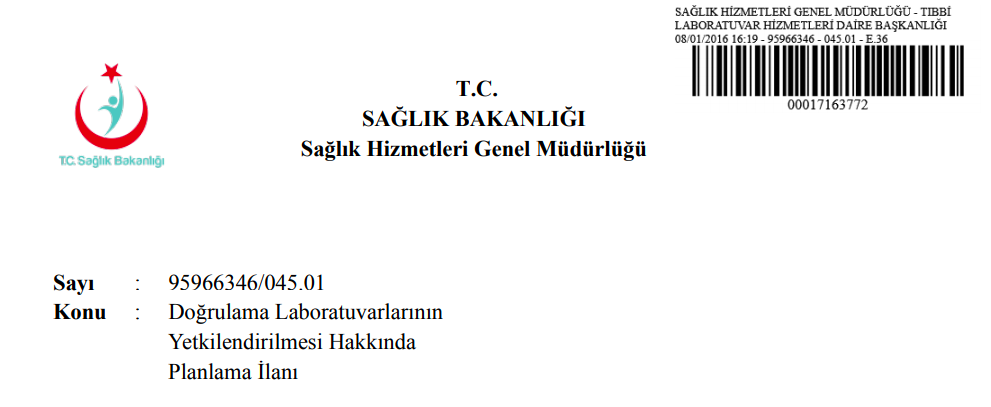 SAĞLIK HİZMETLERİ GENEL MÜDÜRLÜĞÜ - TIBBİ
LABORATUVAR HİZMETLERİ DAİRE BAŞKANLIĞI
08/01/2016 16:19 - 95966346 - 045.01 - E.36
00017163772
T.C. Sağlık Bakanlığı
T.C.
SAĞLIK BAKANLIĞI
Sağlık Hizmetleri Genel Müdürlüğü
Sayı : 95966346/045.01
Konu : Doğrulama Laboratuvarlarının
Yetkilendirilmesi Hakkında
Planlama İlanı